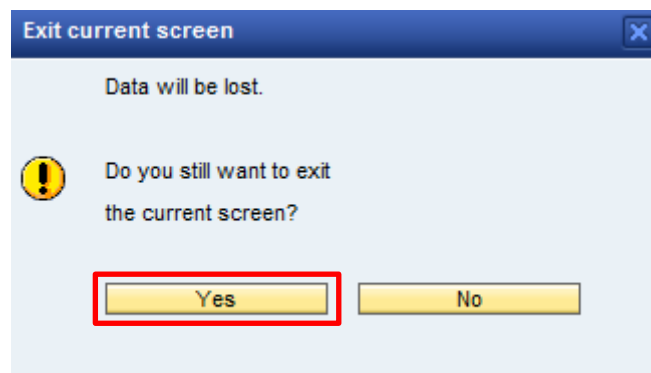 Exit current screen
Data will be lost.
Do you still want to exit
the current screen?
Yes No